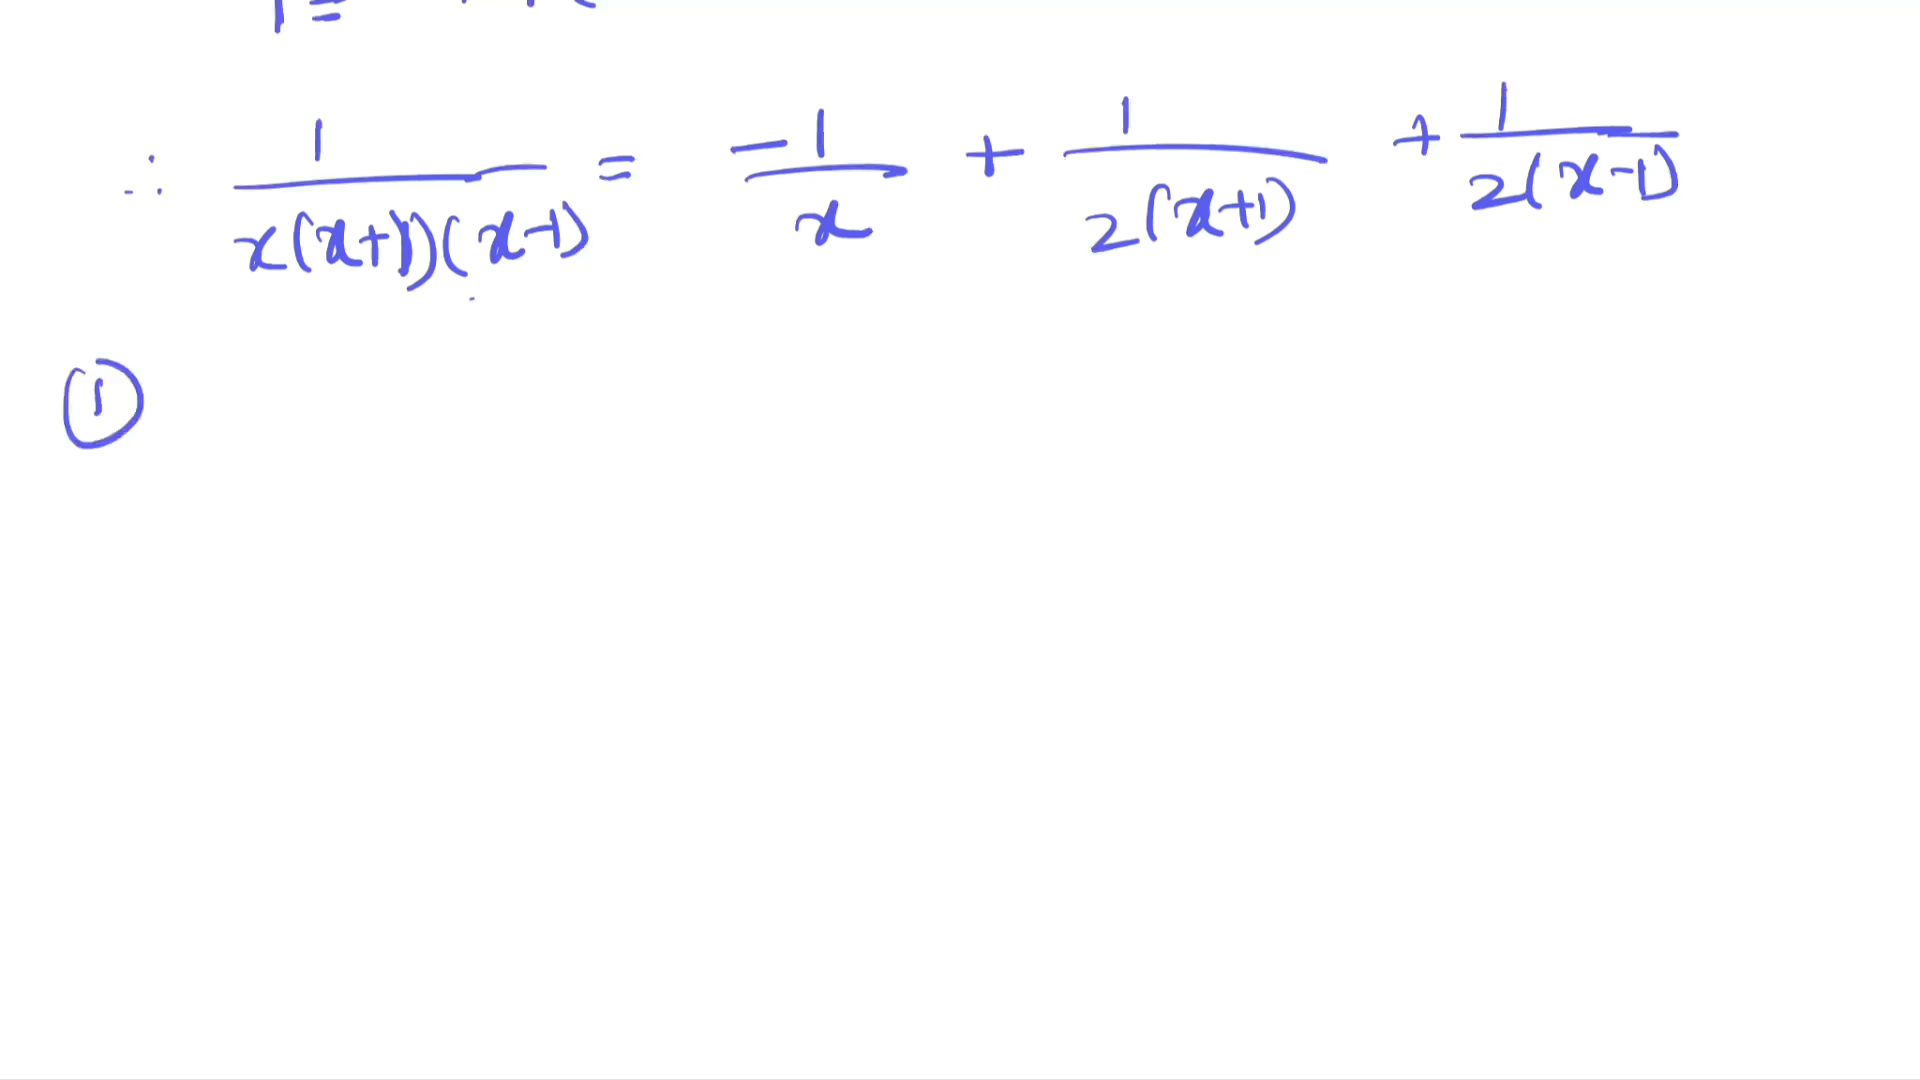 ∴ 1/(x(x+1)(x-1)) = -1/x + 1/(2(x+1)) + 1/(2(x-1))
①